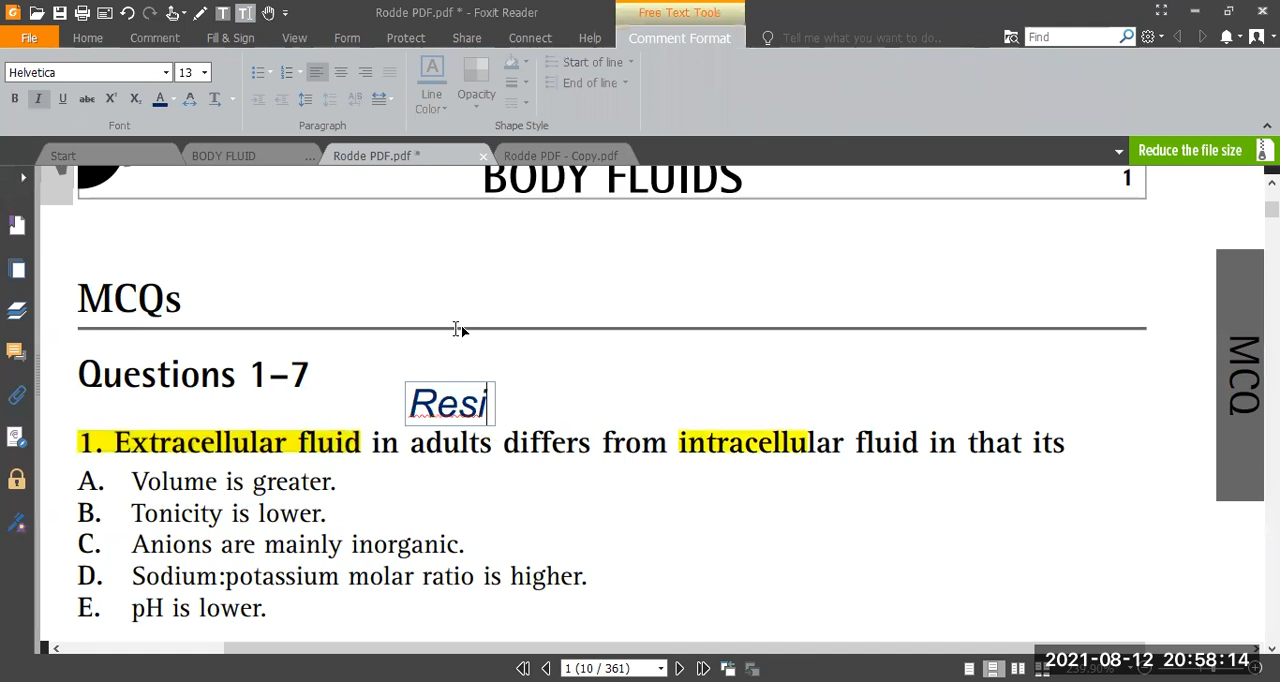 Rodde PDF.pdf * - Foxit Reader
Free Text Tools
File Home Comment Fill & Sign View Form Protect Share Connect Help Comment Format Tell me what you want to do.. Find
Helvetica 13
Line Color
Opacity
Start of line
End of line
Font Paragraph Shape Style
Start BODY FLUID ... Rodde PDF.pdf * Rodde PDF - Copy.pdf Reduce the file size
BODY FLUIDS 1
MCQs
MCQ
Questions 1–7
Resi
1. Extracellular fluid in adults differs from intracellular fluid in that its
A. Volume is greater.
B. Tonicity is lower.
C. Anions are mainly inorganic.
D. Sodium:potassium molar ratio is higher.
E. pH is lower.
1 (10 / 361)
2021-08-12 20:58:14
239.90%